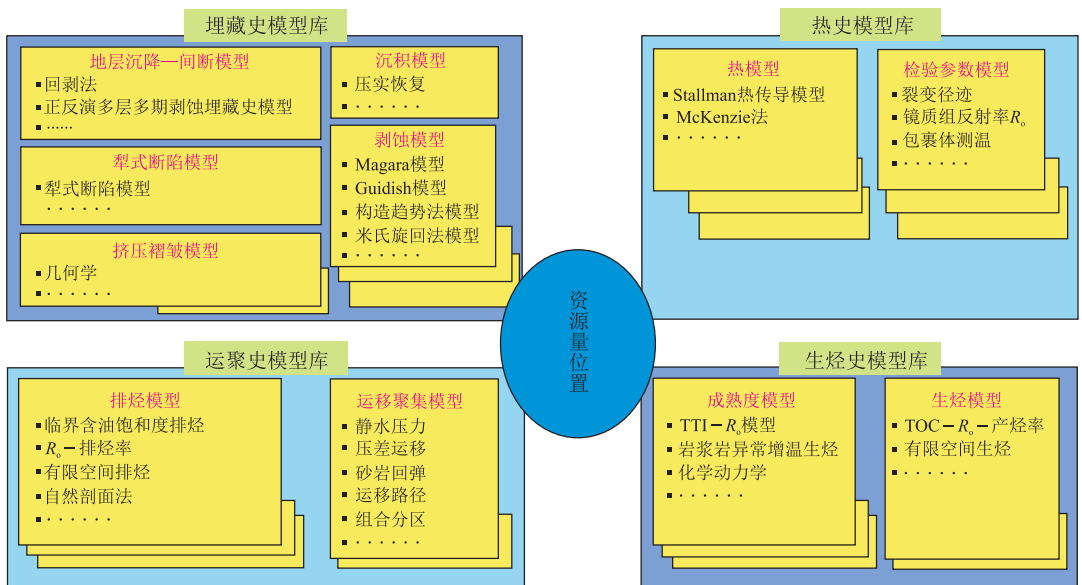 埋藏史模型库
地层沉降—间断模型
▪回剥法
▪正反演多层多期剥蚀埋藏史模型
▪······
犁式断陷模型
▪犁式断陷模型
······
挤压褶皱模型
▪几何学
▪······
沉积模型
▪压实恢复
▪······
剥蚀模型
▪Magara模型
▪Guidish模型
▪构造趋势法模型
▪米氏旋回法模型
▪······
热史模型库
热模型
▪Stallman热传导模型
▪McKenzie法
▪······
检验参数模型
▪裂变径迹
▪镜质组反射率Ro
▪包裹体测温
▪······
资源量位置
运聚史模型库
排烃模型
▪临界含油饱和度排烃
▪Ro－排烃率
▪有限空间排烃
▪自然剖面法
▪······
运移聚集模型
▪静水压力
▪压差运移
▪砂岩回弹
▪运移路径
▪组合分区
▪······
生烃史模型库
成熟度模型
▪TTI－Ro模型
▪岩浆岩异常增温生烃
▪化学动力学
▪······
生烃模型
▪TOC－Ro－产烃率
▪有限空间生烃
▪······